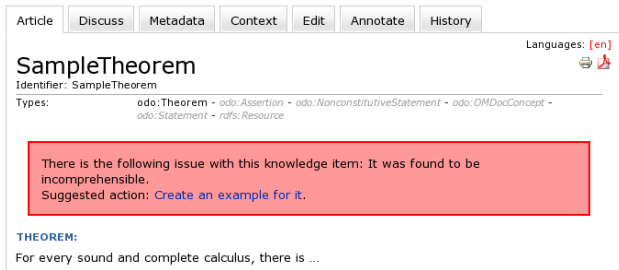 Article Discuss Metadata Context Edit Annotate History
Languages: [en]
SampleTheorem
Identifier: SampleTheorem
Types: odo:Theorem - odo:Assertion - odo:NonconstitutiveStatement - odo:OMDocConcept -
odo:Statement - rdfs:Resource
There is the following issue with this knowledge item: It was found to be
incomprehensible.
Suggested action: Create an example for it.
THEOREM:
For every sound and complete calculus, there is ...